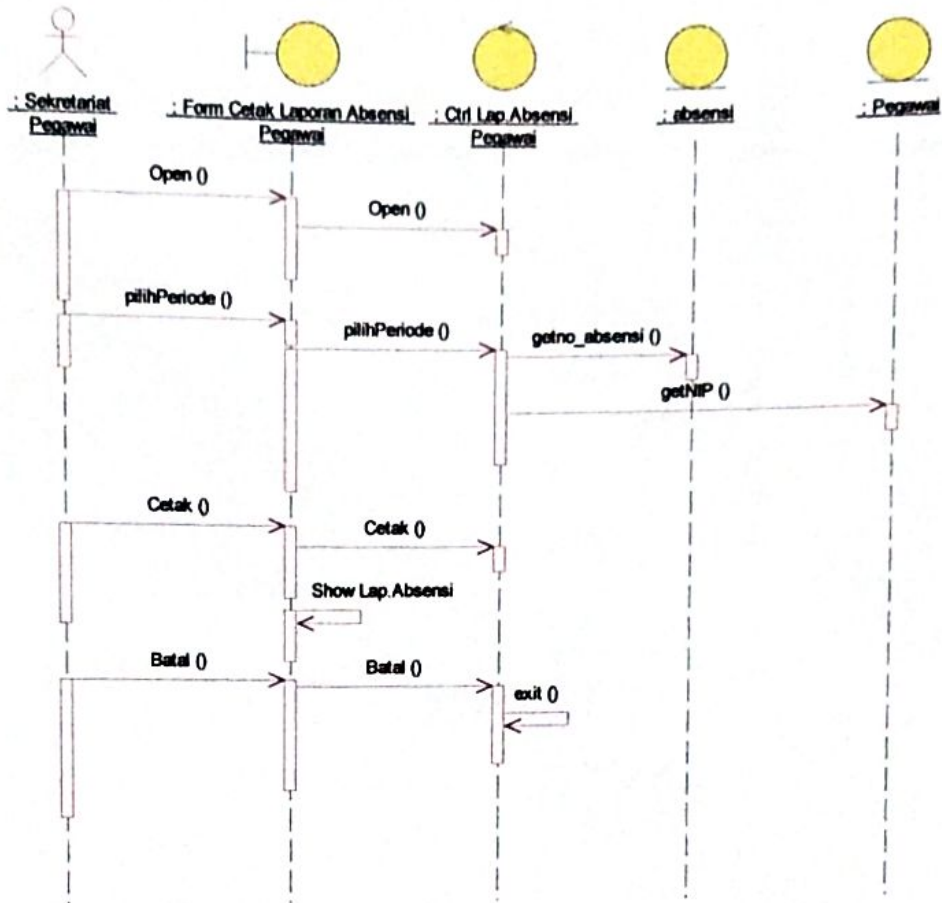 : Sekretariat
Pegawai
: Form Cetak Laporan Absensi
Pegawai
: Ctrl Lap.Absensi
Pegawai
: absensi
: Pegawai
Open ()
Open ()
pilihPeriode ()
pilihPeriode ()
getno_absensi ()
getNIP ()
Cetak ()
Cetak ()
Show Lap.Absensi
Batal ()
Batal ()
exit ()